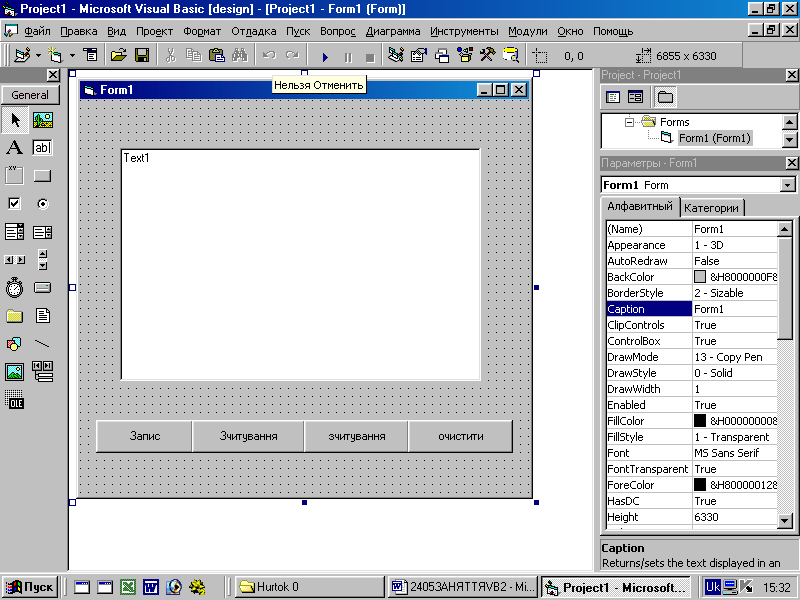 Project1 - Microsoft Visual Basic [design] - [Project1 - Form1 (Form)]
Файл Правка Вид Проект Формат Отладка Пуск Вопрос Диаграмма Инструменты Модули Окно Помощь
0, 0 6855 x 6330
General
A
ab|
xv
OLE
Form1
Нельзя Отменить
Text1
Запис Зчитування зчитування очистити
Project - Project1
Forms
Form1 (Form1)
Параметры - Form1
Form1 Form
Алфавитный Категории
(Name) Form1
Appearance 1 - 3D
AutoRedraw False
BackColor &H8000000F&
BorderStyle 2 - Sizable
Caption Form1
ClipControls True
ControlBox True
DrawMode 13 - Copy Pen
DrawStyle 0 - Solid
DrawWidth 1
Enabled True
FillColor &H00000000&
FillStyle 1 - Transparent
Font MS Sans Serif
FontTransparent True
ForeColor &H80000012&
HasDC True
Height 6330
Caption
Returns/sets the text displayed in an
Пуск Hurtok 0 24053АНЯТТЯVB2 - Mi... Project1 - Microsoft... Uk 15:32